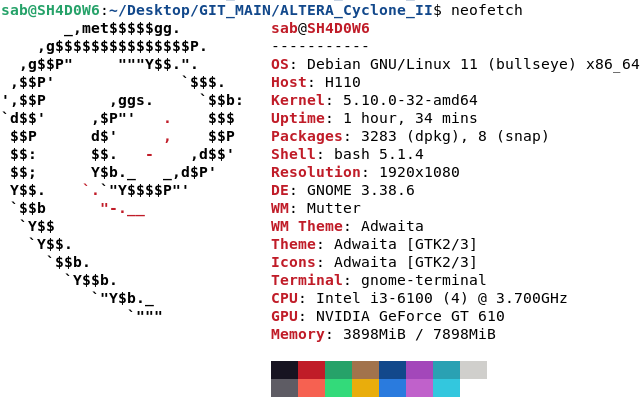 sab@SH4D0W6:~/Desktop/GIT_MAIN/ALTERA_Cyclone_II$ neofetch
       _,met$$$$$gg.          sab@SH4D0W6
    ,g$$$$$$$$$$$$$$$P.       -----------
  ,g$$P"     """Y$$.".        OS: Debian GNU/Linux 11 (bullseye) x86_64
 ,$$P'              `$$$.     Host: H110
',$$P       ,ggs.     `$$b:   Kernel: 5.10.0-32-amd64
`d$$'     ,$P"'   .    $$$    Uptime: 1 hour, 34 mins
 $$P      d$'     ,    $$P    Packages: 3283 (dpkg), 8 (snap)
 $$:      $$.   -    ,d$$'    Shell: bash 5.1.4
 $$;      Y$b._   _,d$P'      Resolution: 1920x1080
 Y$$.    `.`"Y$$$$P"'         DE: GNOME 3.38.6
 `$$b      "-.__              WM: Mutter
  `Y$$                        WM Theme: Adwaita
   `Y$$.                      Theme: Adwaita [GTK2/3]
     `$$b.                    Icons: Adwaita [GTK2/3]
       `Y$$b.                 Terminal: gnome-terminal
          `"Y$b._             CPU: Intel i3-6100 (4) @ 3.700GHz
              `"""            GPU: NVIDIA GeForce GT 610
                              Memory: 3898MiB / 7898MiB